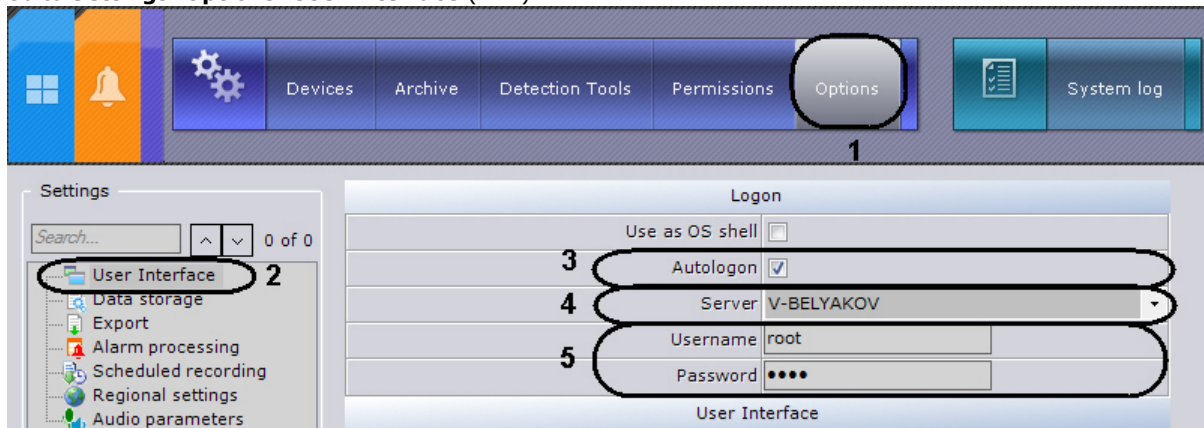 Devices Archive Detection Tools Permissions Options System log
1
Settings
Search... 0 of 0
User Interface 2
Data storage
Export
Alarm processing
Scheduled recording
Regional settings
Audio parameters
Logon
Use as OS shell
3 Autologon
4 Server V-BELYAKOV
5 Username root
Password ••••
User Interface